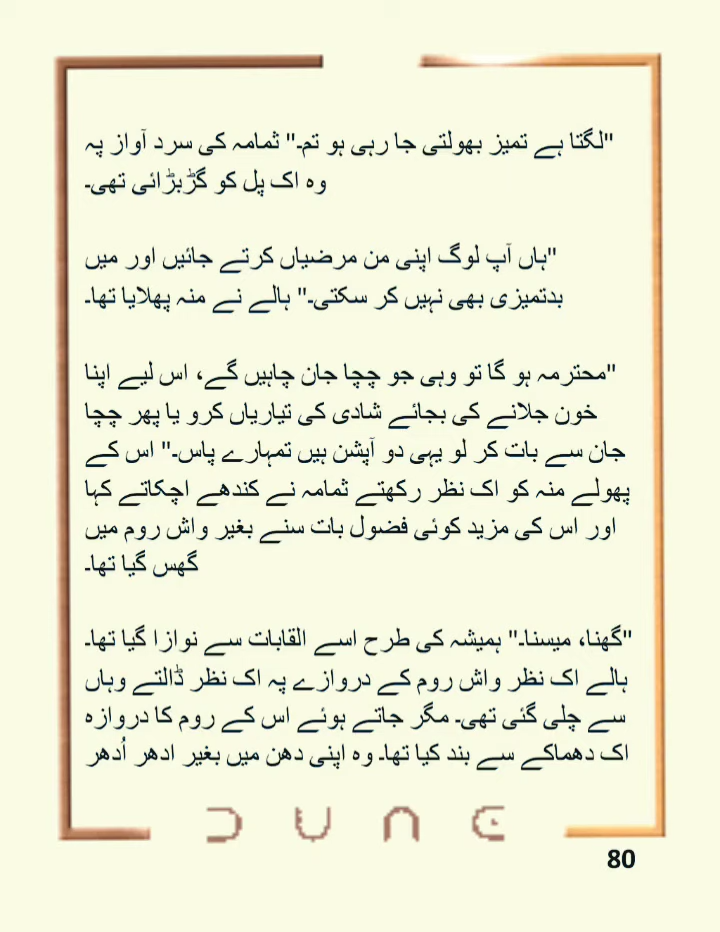 "لگتا ہے تمیز بھولتی جا رہی ہو تم۔" ثمامہ کی سرد آواز پہ
وہ اک پل کو گڑبڑائی تھی۔
"ہاں آپ لوگ اپنی من مرضیاں کرتے جائیں اور میں
بدتمیزی بھی نہیں کر سکتی۔" ہالے نے منہ پھلایا تھا۔
"محترمہ ہو گا تو وہی جو چچا جان چاہیں گے، اس لیے اپنا
خون جلانے کی بجائے شادی کی تیاریاں کرو یا پھر چچا
جان سے بات کر لو یہی دو آپشن ہیں تمہارے پاس۔" اس کے
پھولے منہ کو اک نظر رکھتے ثمامہ نے کندھے اچکاتے کہا
اور اس کی مزید کوئی فضول بات سنے بغیر واش روم میں
گھس گیا تھا۔
"گھنا، میسنا۔" ہمیشہ کی طرح اسے القابات سے نوازا گیا تھا۔
ہالے اک نظر واش روم کے دروازے پہ اک نظر ڈالتے وہاں
سے چلی گئی تھی۔ مگر جاتے ہوئے اس کے روم کا دروازہ
اک دھماکے سے بند کیا تھا۔ وہ اپنی دھن میں بغیر ادھر اُدھر
DUNE
80